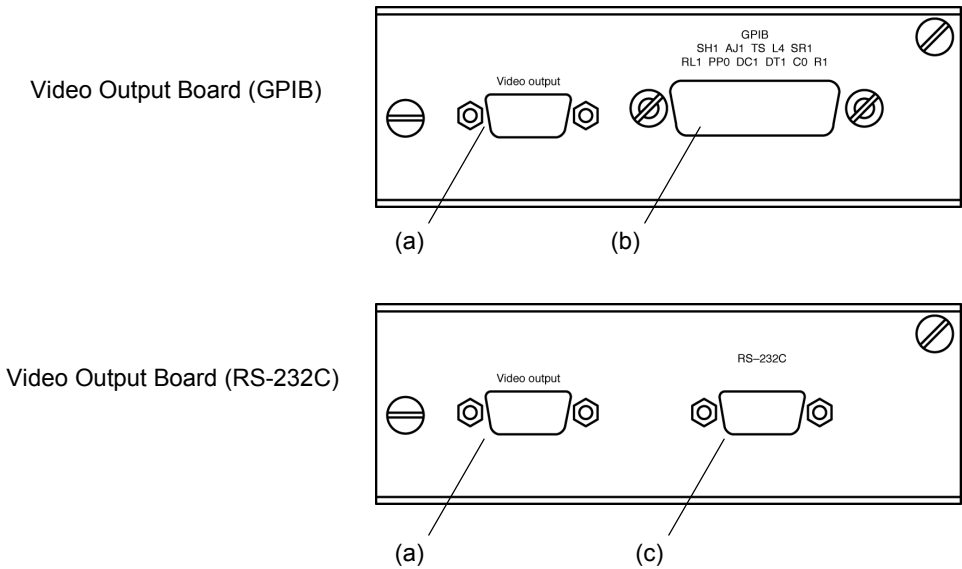 Video Output Board (GPIB)
GPIB
SH1 AJ1 TS L4 SR1
RL1 PP0 DC1 DT1 C0 R1
Video output
(a)
(b)
Video Output Board (RS-232C)
RS–232C
Video output
(a)
(c)